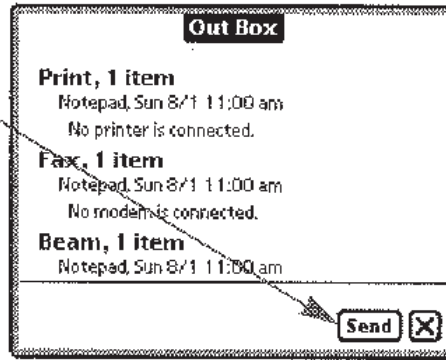 Out Box
Print, 1 item
Notepad, Sun 8/1 11:00 am
No printer is connected.
Fax, 1 item
Notepad, Sun 8/1 11:00 am
No modem is connected.
Beam, 1 item
Notepad, Sun 8/1 11:00 am
Send